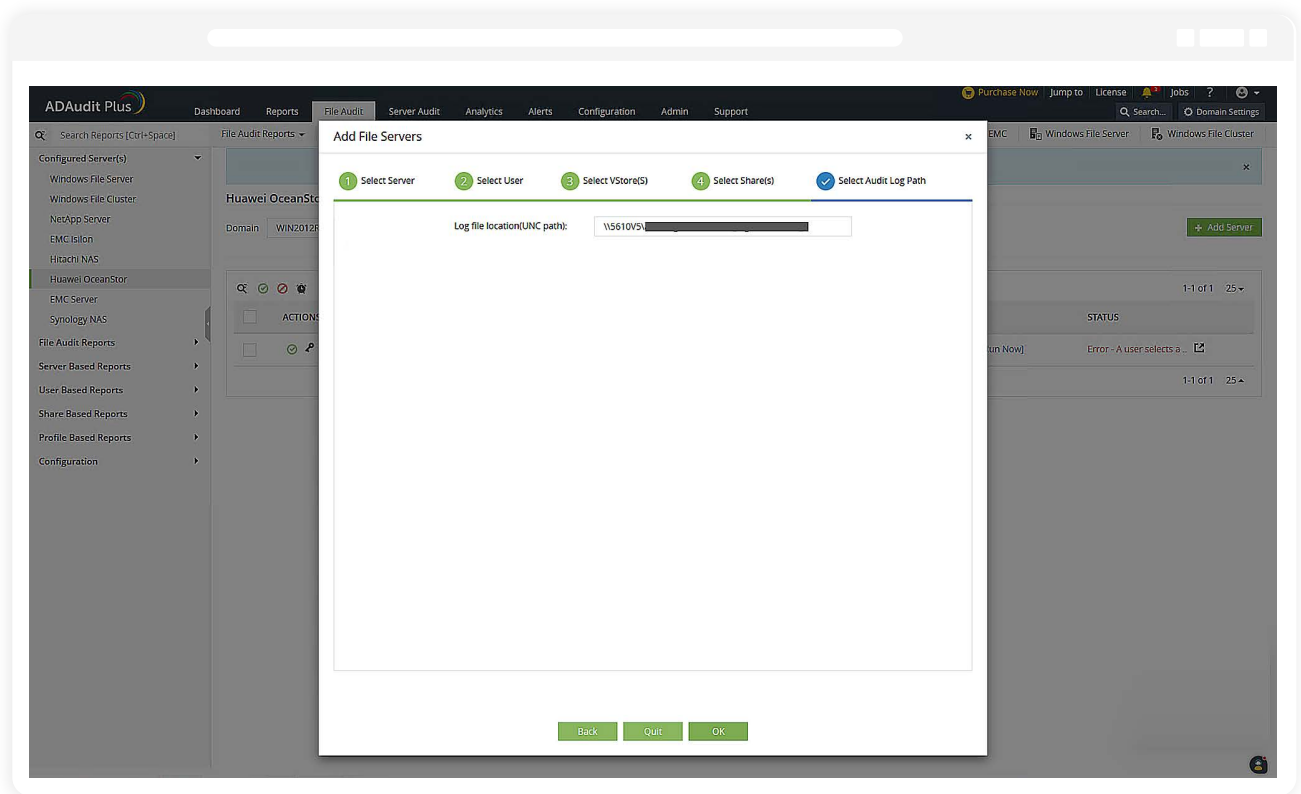 ADAudit Plus
Purchase Now Jump to License 3 Jobs ?
Dashboard Reports File Audit Server Audit Analytics Alerts Configuration Admin Support
Search... Domain Settings
Search Reports [Ctrl+Space]
File Audit Reports
EMC Windows File Server Windows File Cluster
Configured Server(s)
Windows File Server
Windows File Cluster
NetApp Server
EMC Isilon
Hitachi NAS
Huawei OceanStor
EMC Server
Synology NAS
File Audit Reports
Server Based Reports
User Based Reports
Share Based Reports
Profile Based Reports
Configuration
Huawei OceanSto
Domain WIN2012R
+ Add Server
1-1 of 1 25
ACTIONS
STATUS
Run Now]
Error - A user selects a ..
1-1 of 1 25
Add File Servers
×
1 Select Server 2 Select User 3 Select VStore(S) 4 Select Share(s) Select Audit Log Path
Log file location(UNC path): \\5610V5\
Back Quit OK